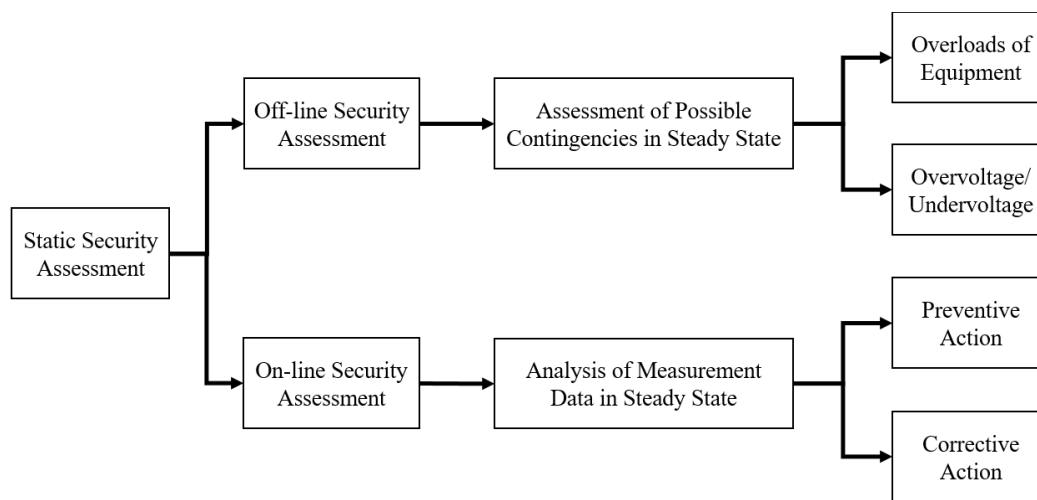 Overloads of
Equipment
Off-line Security
Assessment
Assessment of Possible
Contingencies in Steady State
Overvoltage/
Undervoltage
Static Security
Assessment
Preventive
Action
On-line Security
Assessment
Analysis of Measurement
Data in Steady State
Corrective
Action